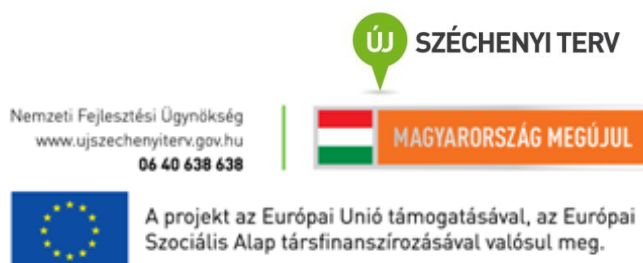 ÚJ SZÉCHENYI TERV
Nemzeti Fejlesztési Ügynökség
www.ujszechenyiterv.gov.hu
06 40 638 638
MAGYARORSZÁG MEGÚJUL
A projekt az Európai Unió támogatásával, az Európai
Szociális Alap társfinanszírozásával valósul meg.